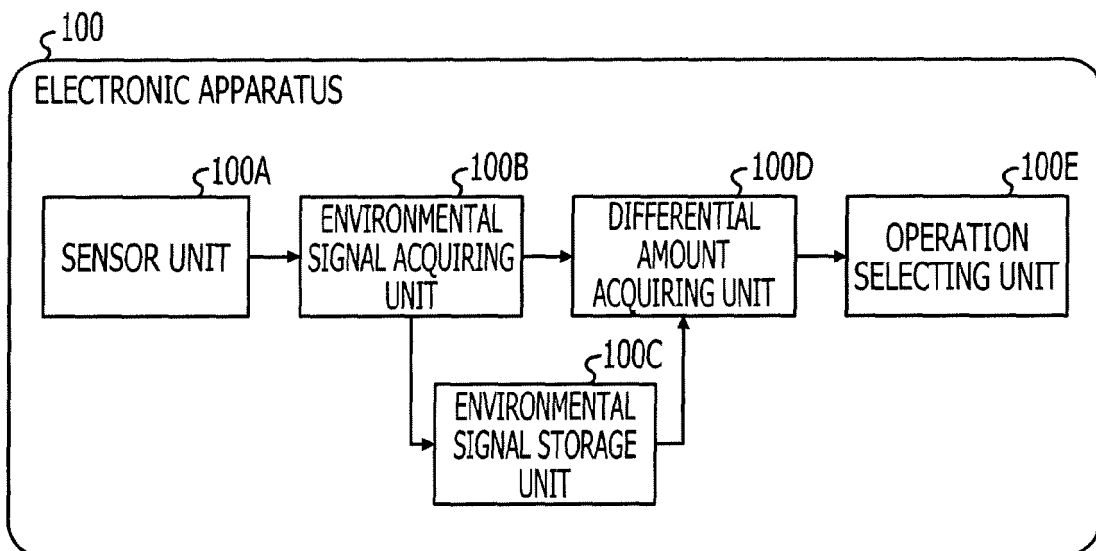 100
ELECTRONIC APPARATUS
100A
SENSOR UNIT
100B
ENVIRONMENTAL
SIGNAL ACQUIRING
UNIT
100D
DIFFERENTIAL
AMOUNT
ACQUIRING UNIT
100E
OPERATION
SELECTING UNIT
100C
ENVIRONMENTAL
SIGNAL STORAGE
UNIT